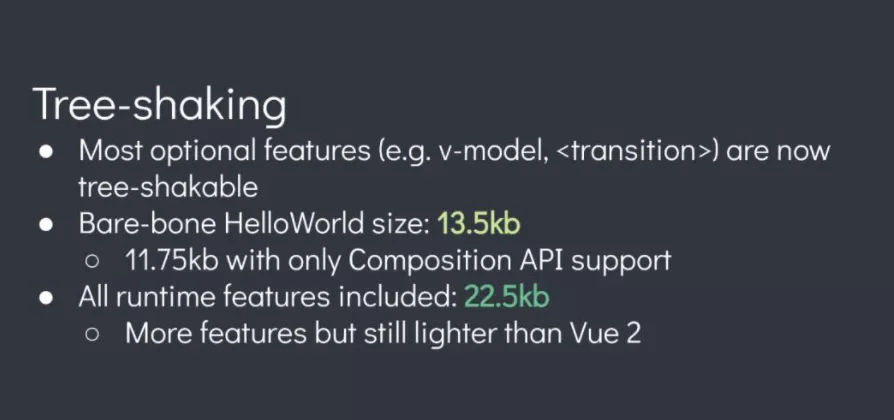 Tree-shaking
● Most optional features (e.g. v-model, <transition>) are now
tree-shakable
● Bare-bone HelloWorld size: 13.5kb
○ 11.75kb with only Composition API support
● All runtime features included: 22.5kb
○ More features but still lighter than Vue 2